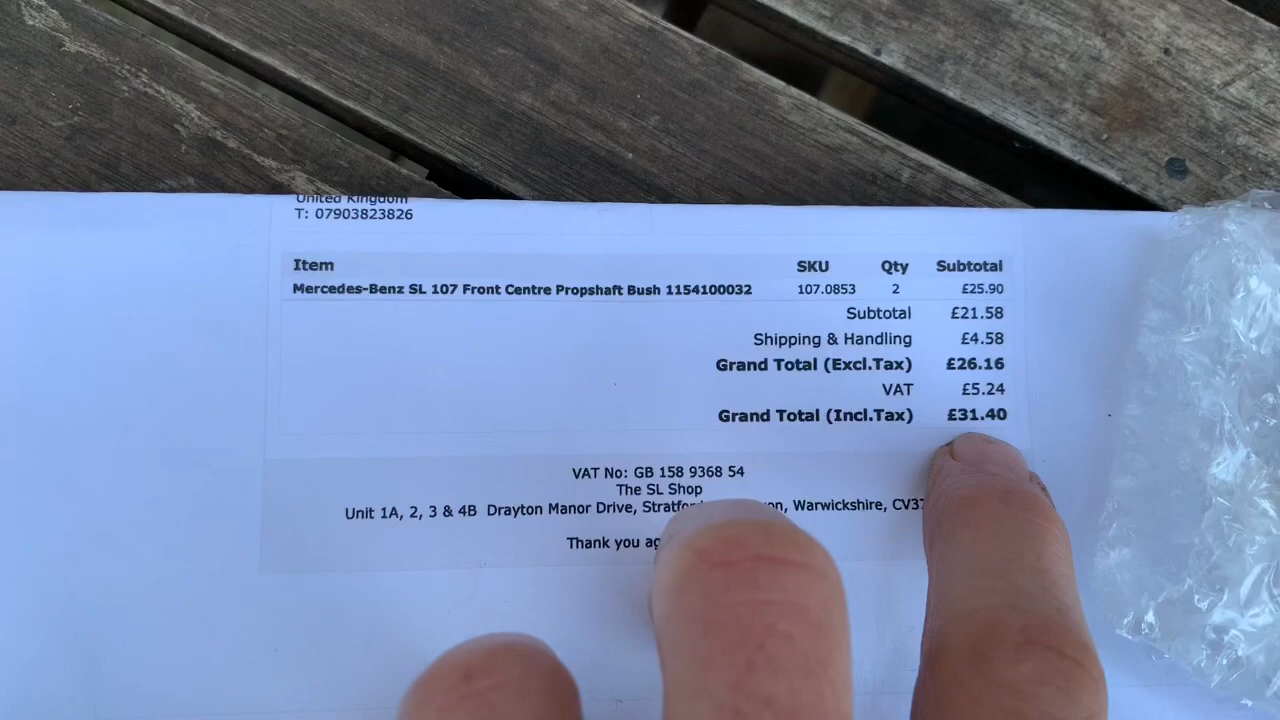 United Kingdom
T: 07903823826
Item SKU Qty Subtotal
Mercedes-Benz SL 107 Front Centre Propshaft Bush 1154100032 107.0853 2 £25.90
Subtotal £21.58
Shipping & Handling £4.58
Grand Total (Excl.Tax) £26.16
VAT £5.24
Grand Total (Incl.Tax) £31.40
VAT No: GB 158 9368 54
The SL Shop
Unit 1A, 2, 3 & 4B Drayton Manor Drive, Warwickshire, CV37
Thank you